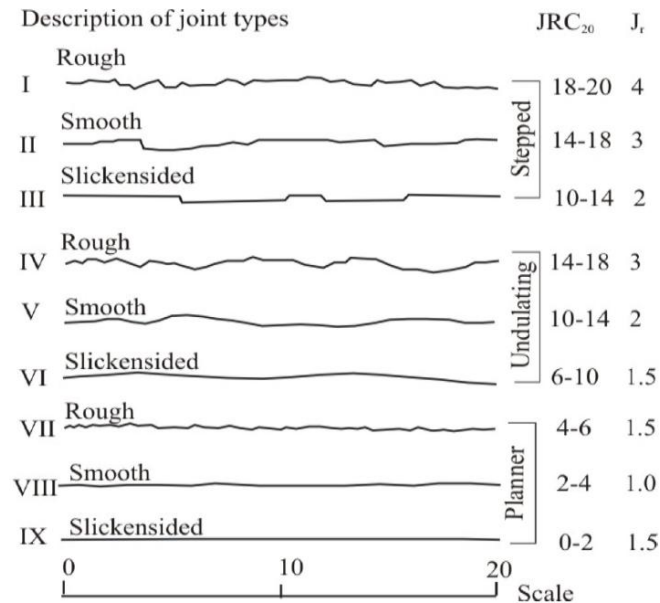 Description of joint types JRC20 Jr
Rough
I 18-20 4
Smooth
II 14-18 3
Slickensided
III 10-14 2
Stepped
Rough
IV 14-18 3
Smooth
V 10-14 2
Slickensided
VI 6-10 1.5
Undulating
Rough
VII 4-6 1.5
Smooth
VIII 2-4 1.0
Slickensided
IX 0-2 1.5
Planner
0 10 20
Scale